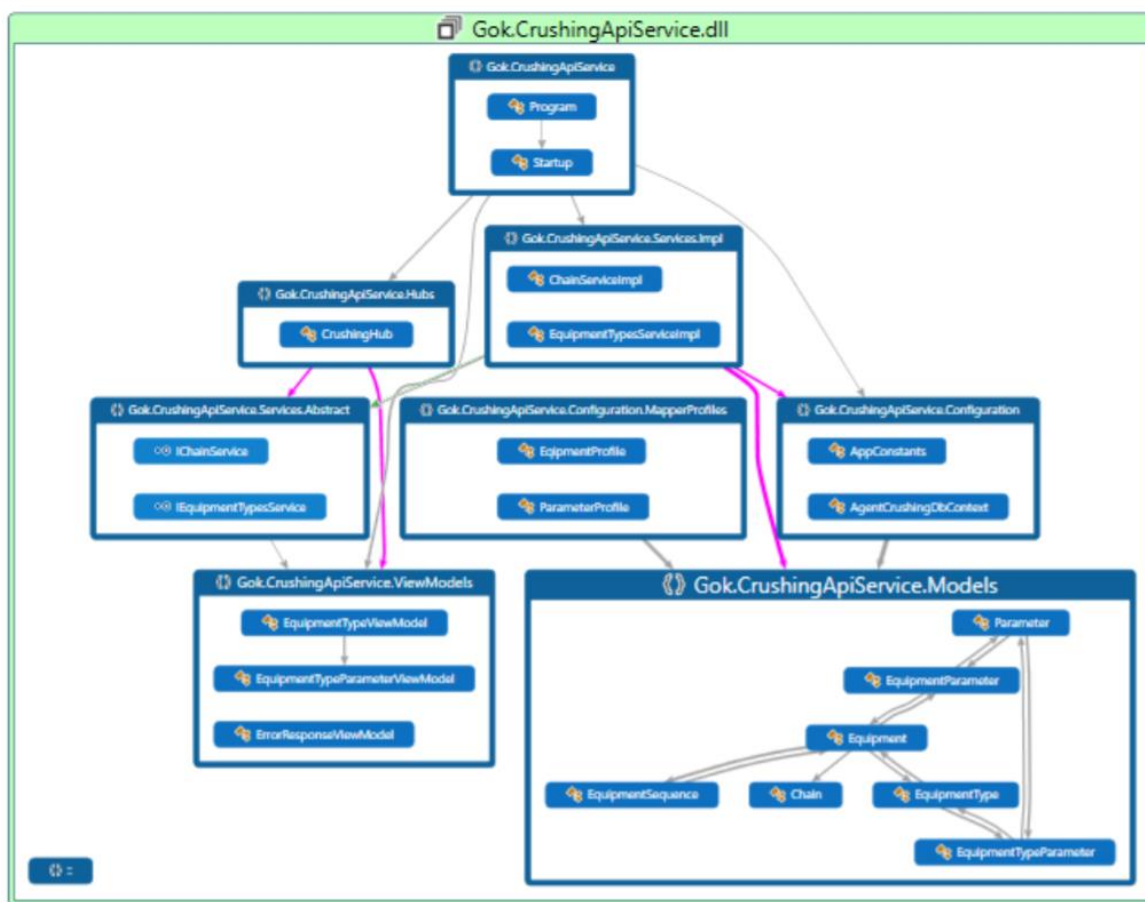 Gok.CrushingApiService.dll
Gok.CrushingApiService
Program
Startup
Gok.CrushingApiService.Services.Impl
ChainServiceImpl
EquipmentTypesServiceImpl
Gok.CrushingApiService.Hubs
CrushingHub
Gok.CrushingApiService.Services.Abstract
IChainService
IEquipmentTypesService
Gok.CrushingApiService.Configuration.MapperProfiles
EqipmentProfile
ParameterProfile
Gok.CrushingApiService.Configuration
AppConstants
AgentCrushingDbContext
Gok.CrushingApiService.ViewModels
EquipmentTypeViewModel
EquipmentTypeParameterViewModel
ErrorResponseViewModel
Gok.CrushingApiService.Models
Parameter
EquipmentParameter
Equipment
EquipmentSequence
Chain
EquipmentType
EquipmentTypeParameter